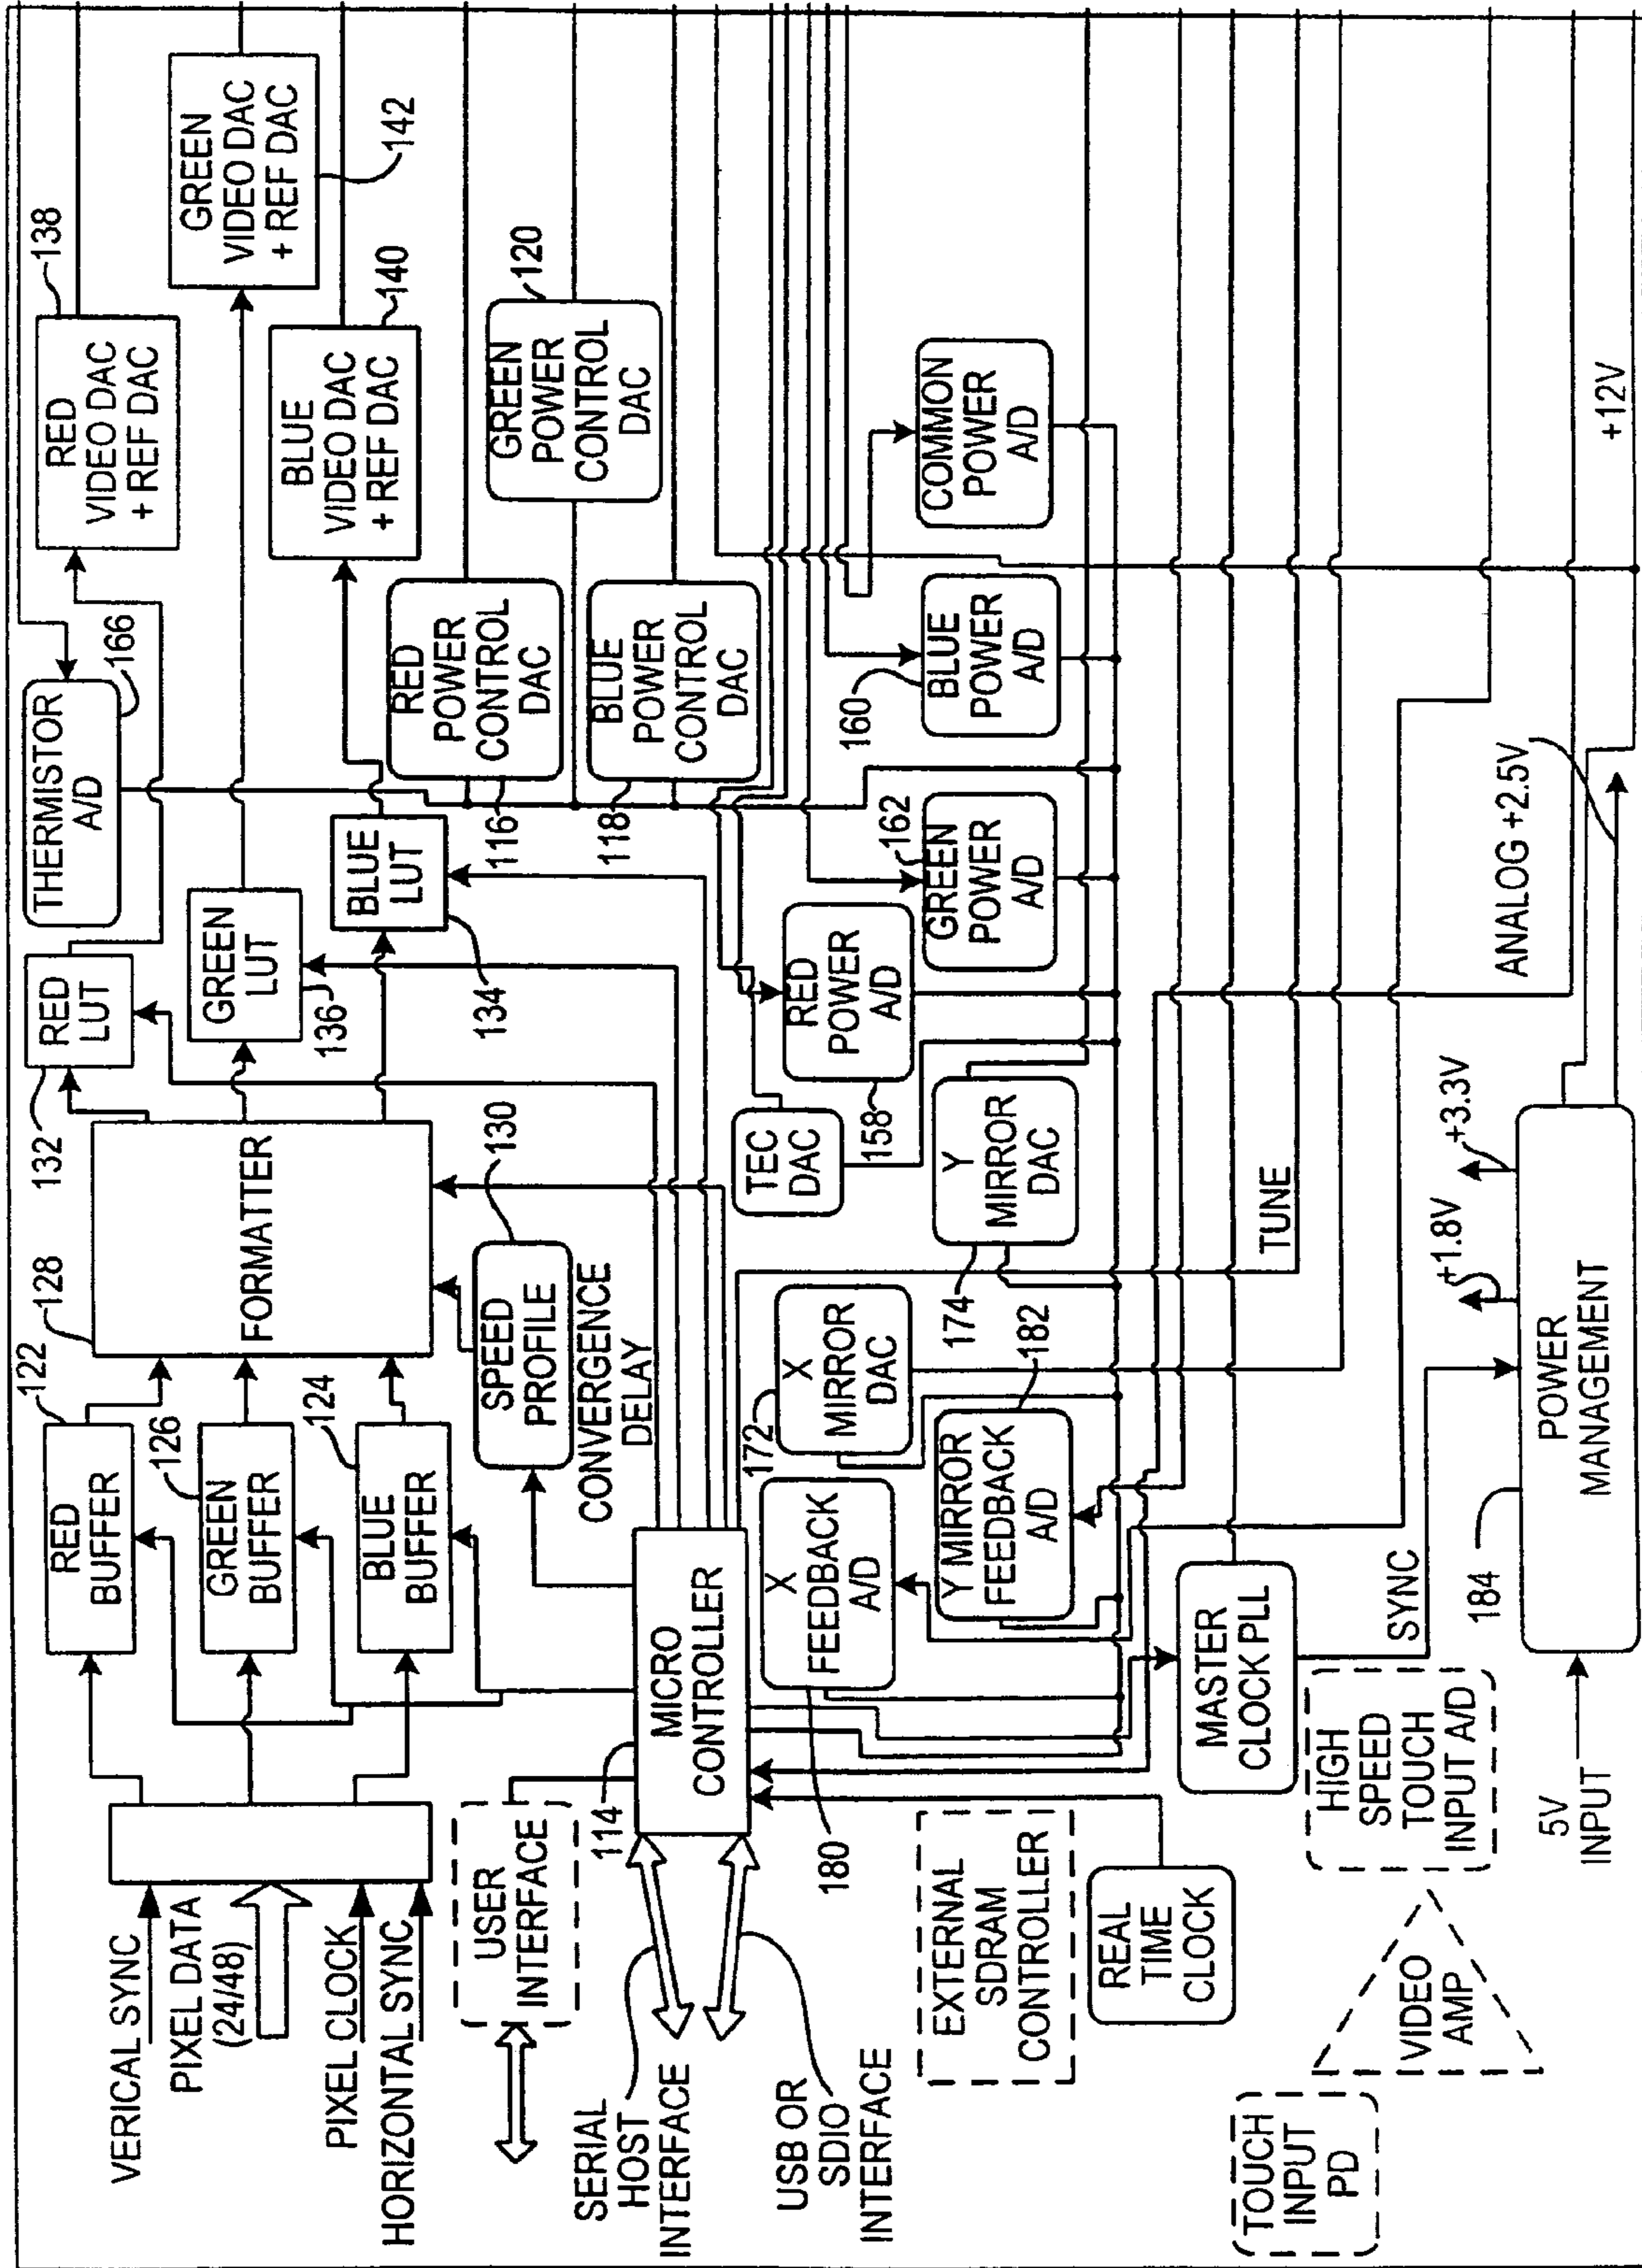 VERICAL SYNC
PIXEL DATA
(24/48)
PIXEL CLOCK
HORIZONTAL SYNC
RED
BUFFER
122
GREEN
BUFFER
126
BLUE
BUFFER
124
128
FORMATTER
132
RED
LUT
GREEN
LUT
136
BLUE
LUT
134
THERMISTOR
A/D
166
RED
VIDEO DAC
+ REF DAC
138
GREEN
VIDEO DAC
+ REF DAC
142
BLUE
VIDEO DAC
+ REF DAC
140
USER
INTERFACE
SPEED
PROFILE
130
CONVERGENCE
DELAY
RED
POWER
CONTROL
DAC
116
GREEN
POWER
CONTROL
DAC
120
BLUE
POWER
CONTROL
DAC
118
SERIAL
HOST
INTERFACE
USB OR
SDIO
INTERFACE
114
MICRO
CONTROLLER
TEC
DAC
RED
POWER
A/D
158
GREEN
POWER
A/D
162
160
BLUE
POWER
A/D
COMMON
POWER
A/D
X
FEEDBACK
A/D
180
X
MIRROR
DAC
172
Y MIRROR
FEEDBACK
A/D
182
Y
MIRROR
DAC
174
EXTERNAL
SDRAM
CONTROLLER
REAL
TIME
CLOCK
MASTER
CLOCK PLL
TUNE
SYNC
TOUCH
INPUT
PD
VIDEO
AMP
HIGH
SPEED
TOUCH
INPUT A/D
5V
INPUT
184
POWER
MANAGEMENT
+1.8V
+3.3V
ANALOG +2.5V
+12V